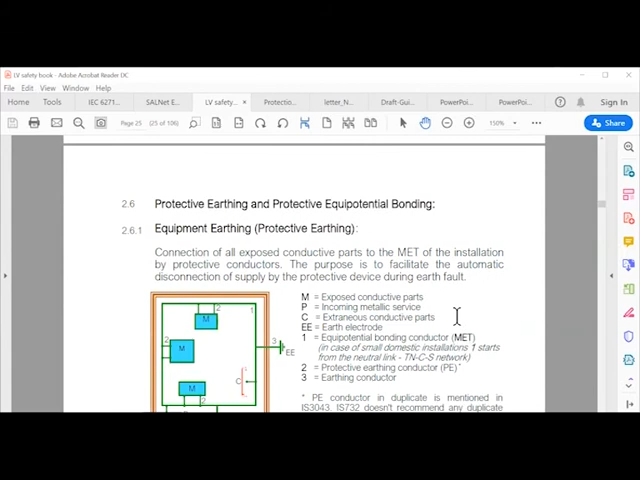 LV safety book - Adobe Acrobat Reader DC
File Edit View Window Help
Home Tools IEC 6271... SALNet E... LV safety... × Protectio... letter_N... Draft-Gui... PowerPoi... PowerPoi... Sign In
Page 25 (25 of 106) 150% Share
2.6 Protective Earthing and Protective Equipotential Bonding:
2.6.1 Equipment Earthing (Protective Earthing):
Connection of all exposed conductive parts to the MET of the installation
by protective conductors. The purpose is to facilitate the automatic
disconnection of supply by the protective device during earth fault.
M = Exposed conductive parts
P = Incoming metallic service
C = Extraneous conductive parts
EE = Earth electrode
1 = Equipotential bonding conductor (MET)
(in case of small domestic installations 1 starts
from the neutral link - TN-C-S network)
2 = Protective earthing conductor (PE)*
3 = Earthing conductor
* PE conductor in duplicate is mentioned in
IS3043. IS732 doesn't recommend any duplicate
2 1
M
2 3
M EE
C
M
2